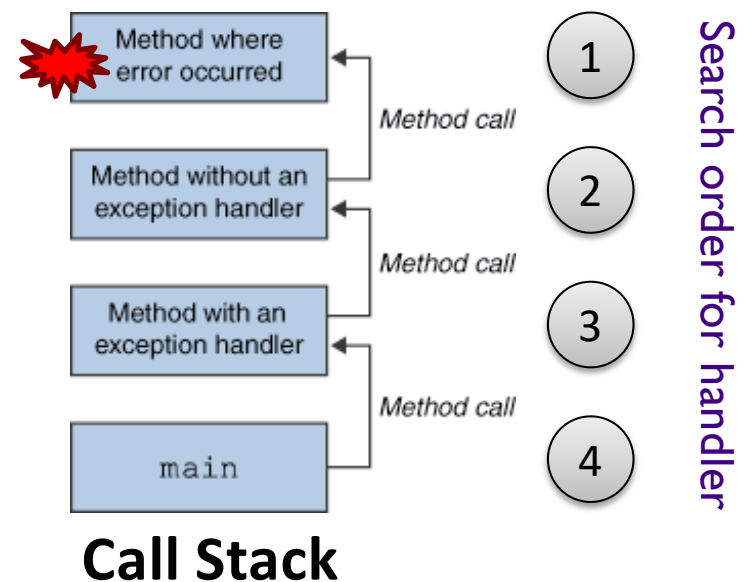 Method where
error occurred
1
Method call
Method without an
exception handler
2
Method call
Method with an
exception handler
3
Method call
main
4
Call Stack
Search order for handler